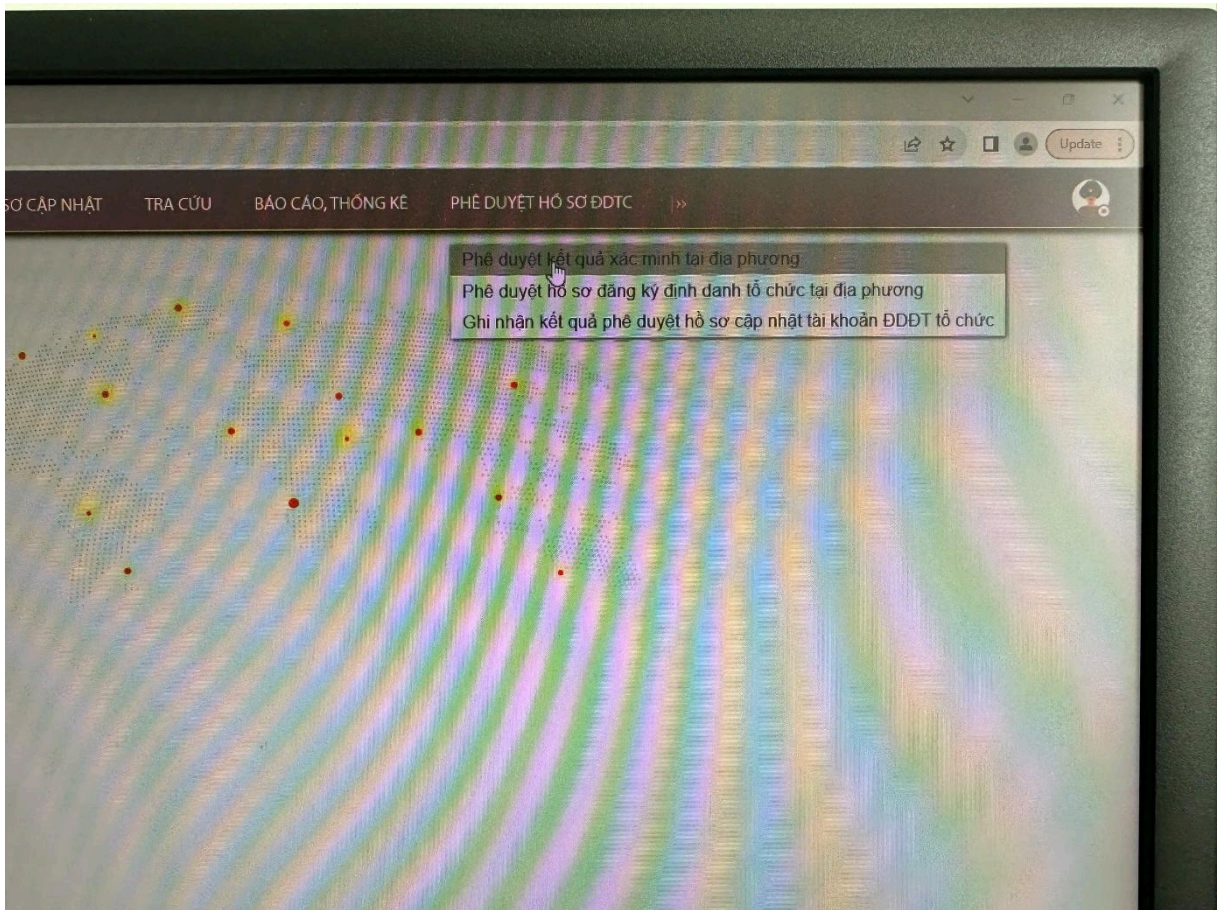 Update
SƠ CẬP NHẬT TRA CỨU BÁO CÁO, THỐNG KÊ PHÊ DUYỆT HỒ SƠ ĐDTC »
Phê duyệt kết quả xác minh tại địa phương
Phê duyệt hồ sơ đăng ký định danh tổ chức tại địa phương
Ghi nhận kết quả phê duyệt hồ sơ cập nhật tài khoản ĐDĐT tổ chức